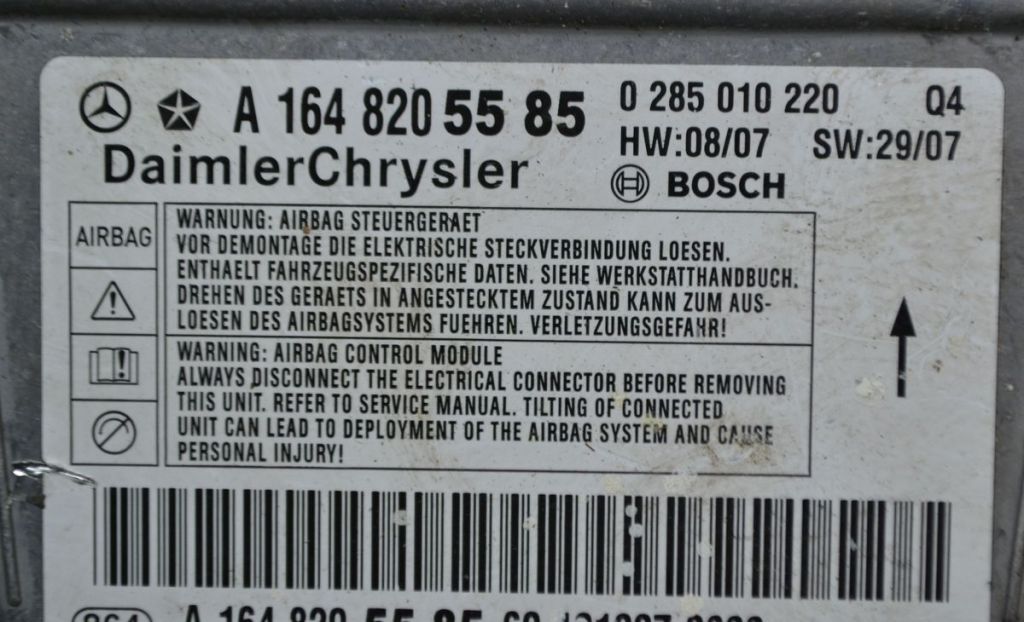 A 164 820 55 85
0 285 010 220 Q4
HW:08/07 SW:29/07
DaimlerChrysler
BOSCH
AIRBAG
WARNUNG: AIRBAG STEUERGERAET
VOR DEMONTAGE DIE ELEKTRISCHE STECKVERBINDUNG LOESEN.
ENTHAELT FAHRZEUGSPEZIFISCHE DATEN. SIEHE WERKSTATTHANDBUCH.
DREHEN DES GERAETS IN ANGESTECKTEM ZUSTAND KANN ZUM AUS-
LOESEN DES AIRBAGSYSTEMS FUEHREN. VERLETZUNGSGEFAHR!
WARNING: AIRBAG CONTROL MODULE
ALWAYS DISCONNECT THE ELECTRICAL CONNECTOR BEFORE REMOVING
THIS UNIT. REFER TO SERVICE MANUAL. TILTING OF CONNECTED
UNIT CAN LEAD TO DEPLOYMENT OF THE AIRBAG SYSTEM AND CAUSE
PERSONAL INJURY!
A 164 820 55 85